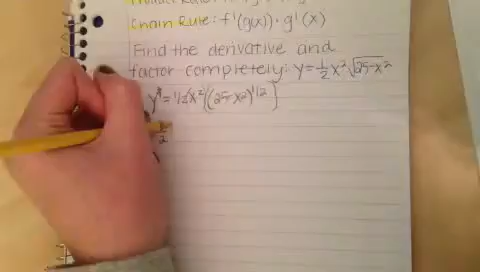 Chain Rule: f'(g(x)) · g'(x)
Find the derivative and
factor completely: y = ½x²√25-x²
y = 1/2x²[(25-x2)^1/2]